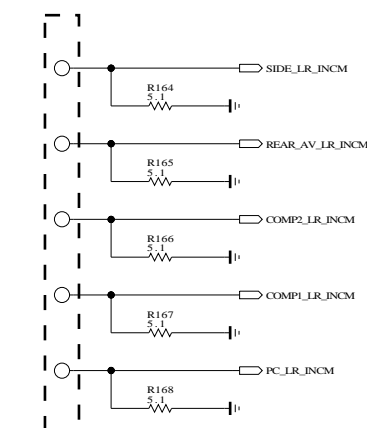 SIDE_LR_INCM
R164
5.1
REAR_AV_LR_INCM
R165
5.1
COMP2_LR_INCM
R166
5.1
COMP1_LR_INCM
R167
5.1
PC_LR_INCM
R168
5.1